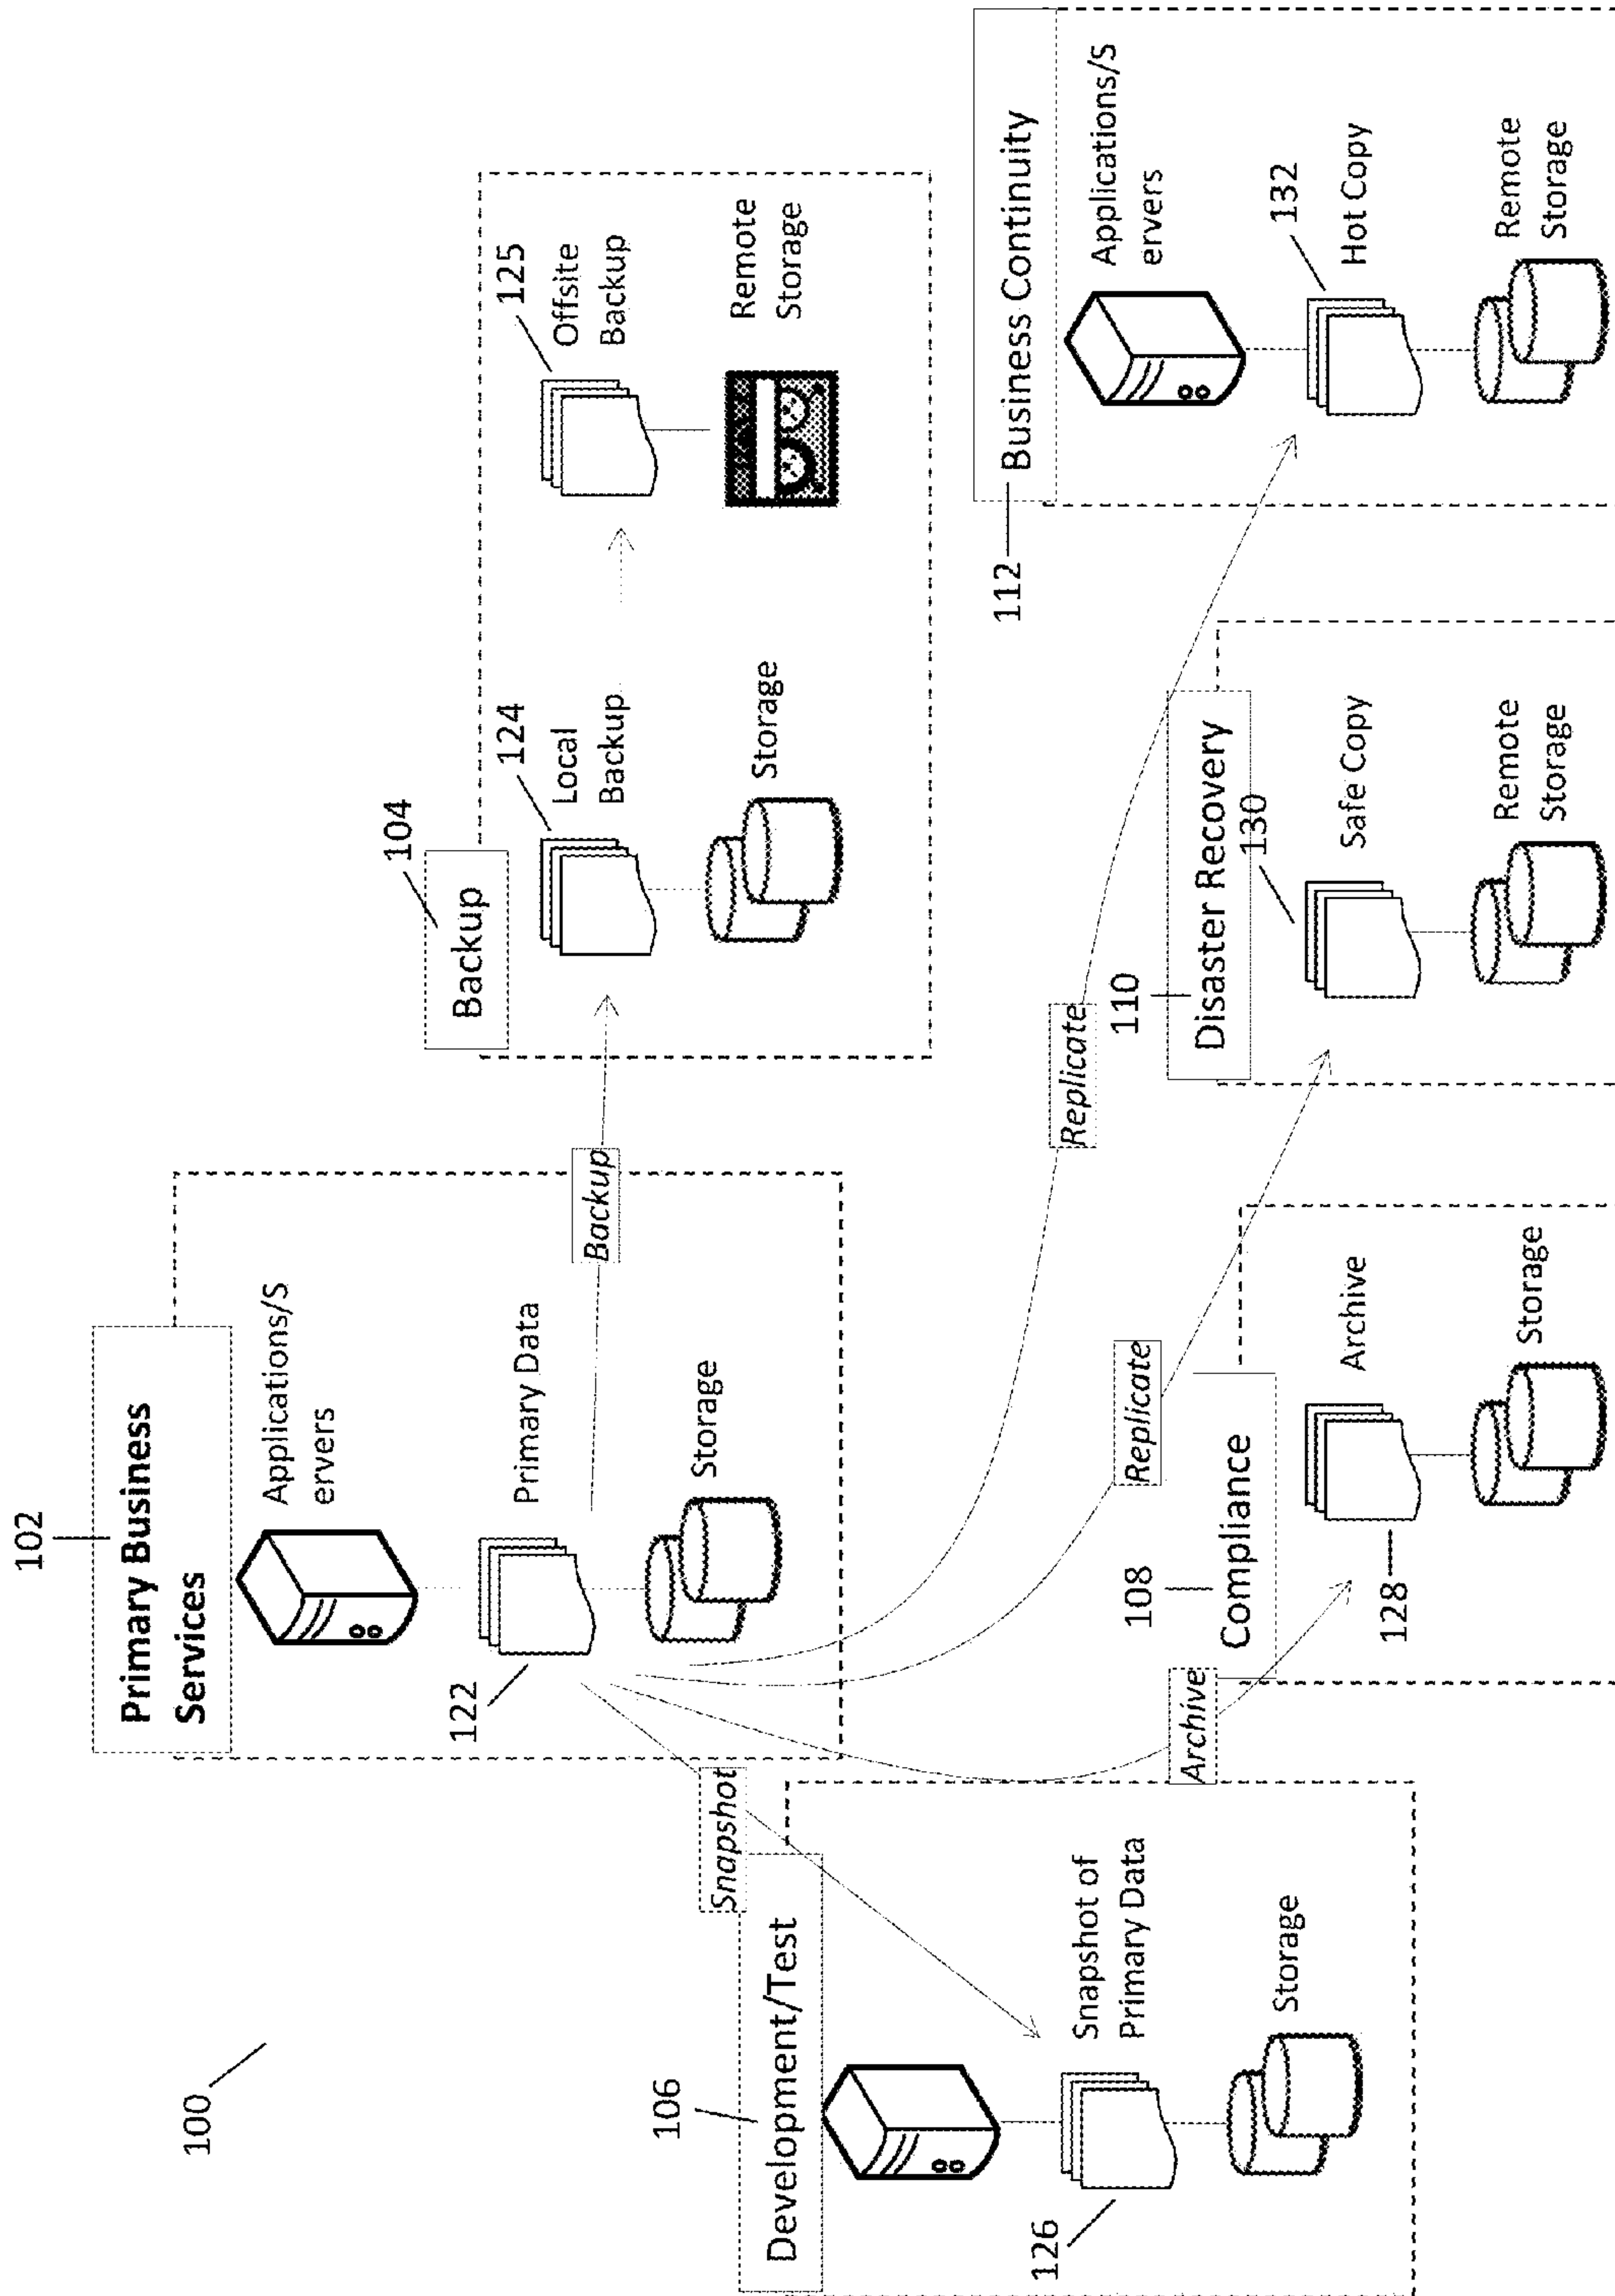 100
102
Primary Business
Services
Applications/S
ervers
122
Primary Data
Storage
Backup
104
Backup
124
Local
Backup
Storage
125
Offsite
Backup
Remote
Storage
Snapshot
106
Development/Test
126
Snapshot of
Primary Data
Storage
Archive
108
Compliance
128
Archive
Storage
Replicate
110
Disaster Recovery
130
Safe Copy
Remote
Storage
Replicate
112
Business Continuity
Applications/S
ervers
132
Hot Copy
Remote
Storage